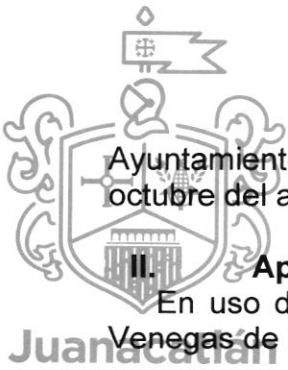 Ayuntamient
octubre del a
II. Ap
En uso d
Venegas de
Juanacatlán